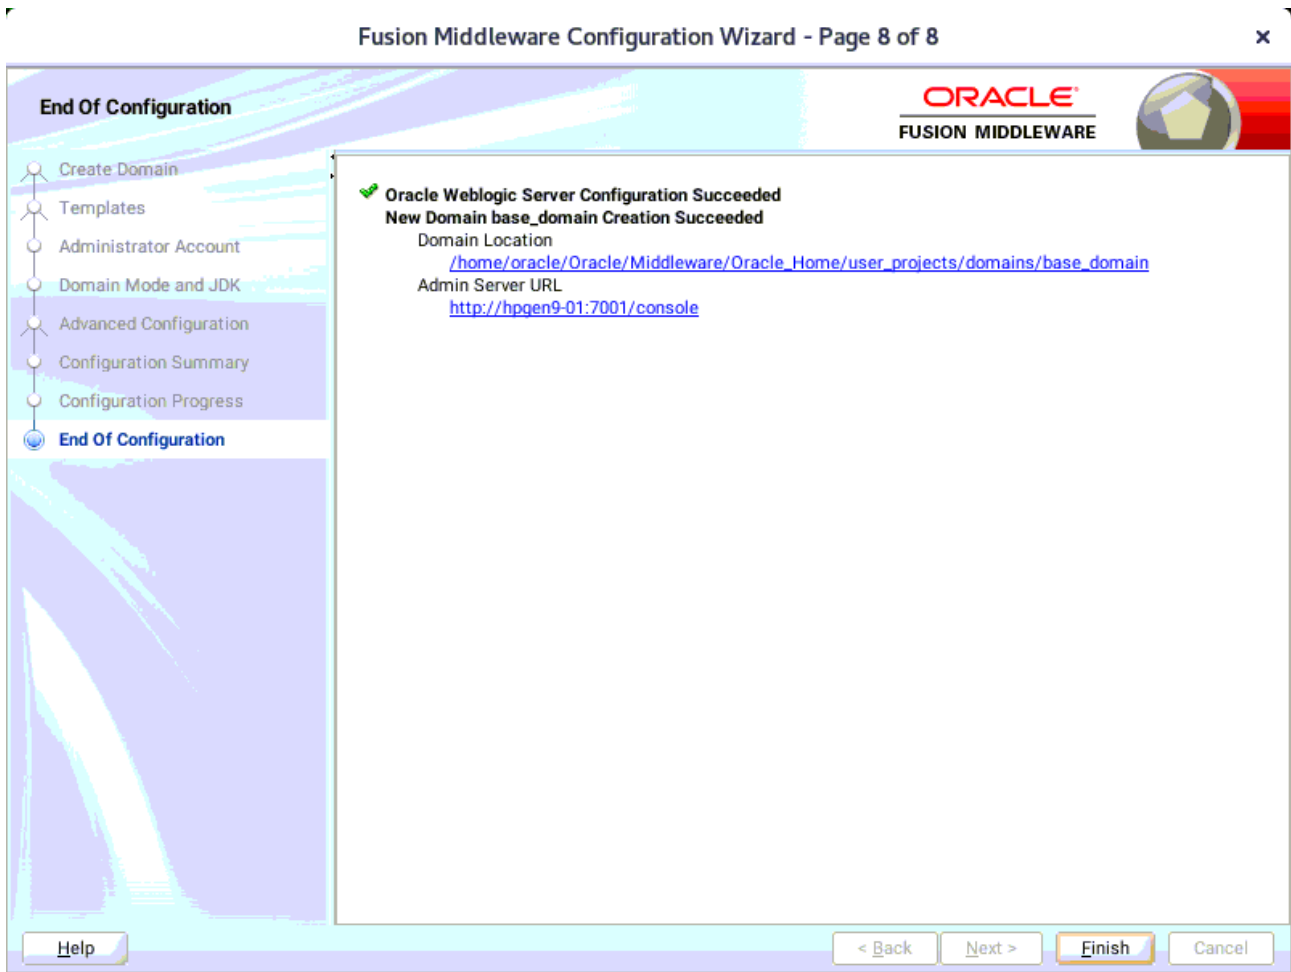 Fusion Middleware Configuration Wizard - Page 8 of 8
End Of Configuration
ORACLE
FUSION MIDDLEWARE
Create Domain
Templates
Administrator Account
Domain Mode and JDK
Advanced Configuration
Configuration Summary
Configuration Progress
End Of Configuration
Oracle Weblogic Server Configuration Succeeded
New Domain base_domain Creation Succeeded
Domain Location
/home/oracle/Oracle/Middleware/Oracle_Home/user_projects/domains/base_domain
Admin Server URL
http://hpgen9-01:7001/console
Help
< Back
Next >
Finish
Cancel